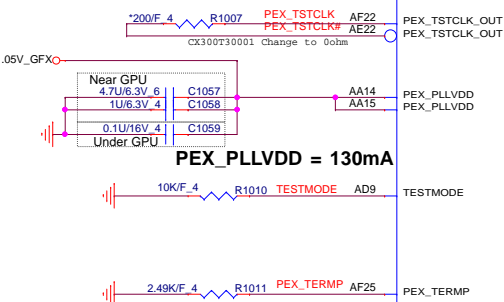 *200/F_4 R1007 PEX_TSTCLK AF22 PEX_TSTCLK_OUT
PEX_TSTCLK# AE22 PEX_TSTCLK_OUT
CX300T30001 Change to 0ohm
.05V_GFX
Near GPU
4.7U/6.3V_6 C1057 AA14 PEX_PLLVDD
1U/6.3V_4 C1058 AA15 PEX_PLLVDD
0.1U/16V_4 C1059
Under GPU
PEX_PLLVDD = 130mA
10K/F_4 R1010 TESTMODE AD9 TESTMODE
2.49K/F_4 R1011 PEX_TERMP AF25 PEX_TERMP